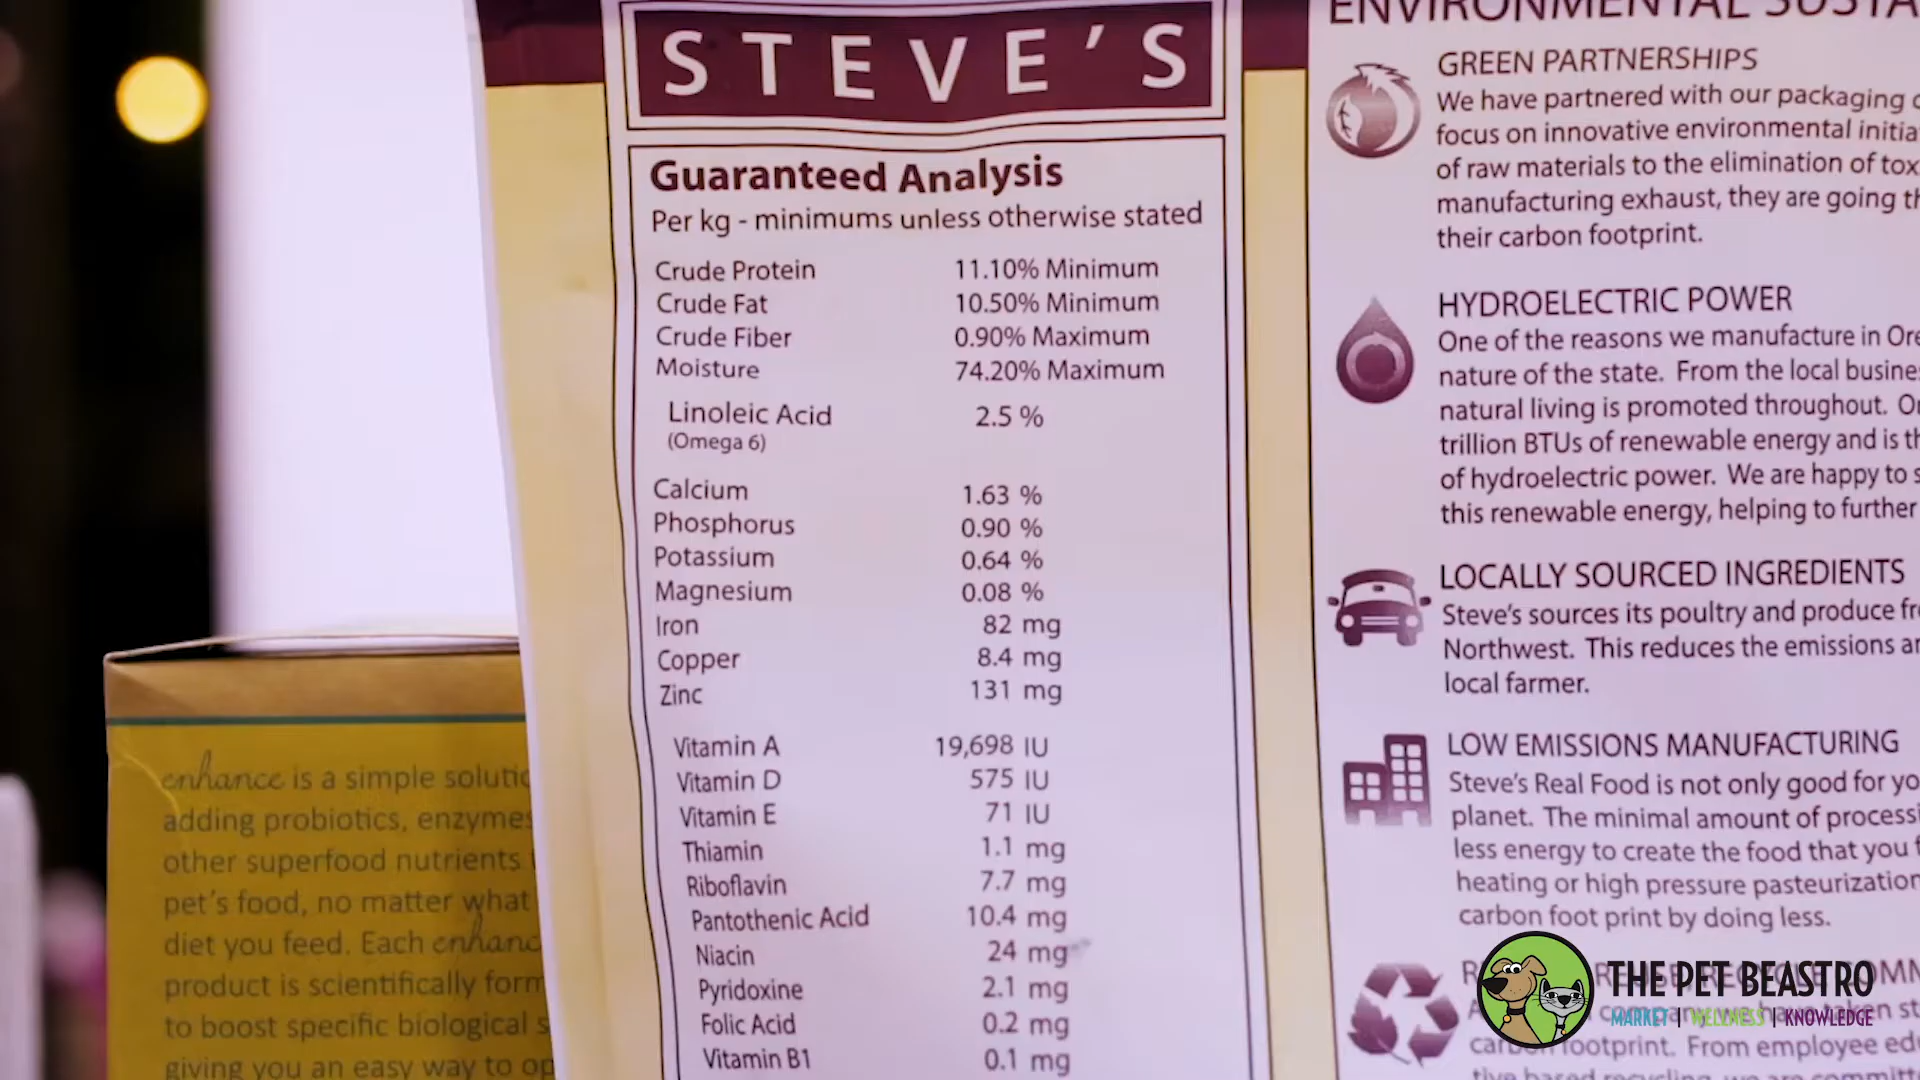 STEVE'S
Guaranteed Analysis
Per kg - minimums unless otherwise stated
Crude Protein 11.10% Minimum
Crude Fat 10.50% Minimum
Crude Fiber 0.90% Maximum
Moisture 74.20% Maximum
Linoleic Acid 2.5 %
(Omega 6)
Calcium 1.63 %
Phosphorus 0.90 %
Potassium 0.64 %
Magnesium 0.08 %
Iron 82 mg
Copper 8.4 mg
Zinc 131 mg
Vitamin A 19,698 IU
Vitamin D 575 IU
Vitamin E 71 IU
Thiamin 1.1 mg
Riboflavin 7.7 mg
Pantothenic Acid 10.4 mg
Niacin 24 mg
Pyridoxine 2.1 mg
Folic Acid 0.2 mg
Vitamin B1 0.1 mg
ENVIRONMENTAL
GREEN PARTNERSHIPS
We have partnered with our packaging
focus on innovative environmental
of raw materials to the elimination of
manufacturing exhaust, they are going
their carbon footprint.
HYDROELECTRIC POWER
One of the reasons we manufacture in
nature of the state. From the local
natural living is promoted throughout.
trillion BTUs of renewable energy and is
of hydroelectric power. We are happy to
this renewable energy, helping to further
LOCALLY SOURCED INGREDIENTS
Steve's sources its poultry and produce
Northwest. This reduces the emissions
local farmer.
LOW EMISSIONS MANUFACTURING
Steve's Real Food is not only good for
planet. The minimal amount of
less energy to create the food that you
heating or high pressure pasteurization
carbon foot print by doing less.
footprint. From employee
enhance is a simple
adding probiotics,
other superfood nutrients
pet's food, no matter what
diet you feed. Each
product is scientifically
to boost specific biological
giving you an easy way to
THE PET BEASTRO
MARKET | WELLNESS | KNOWLEDGE